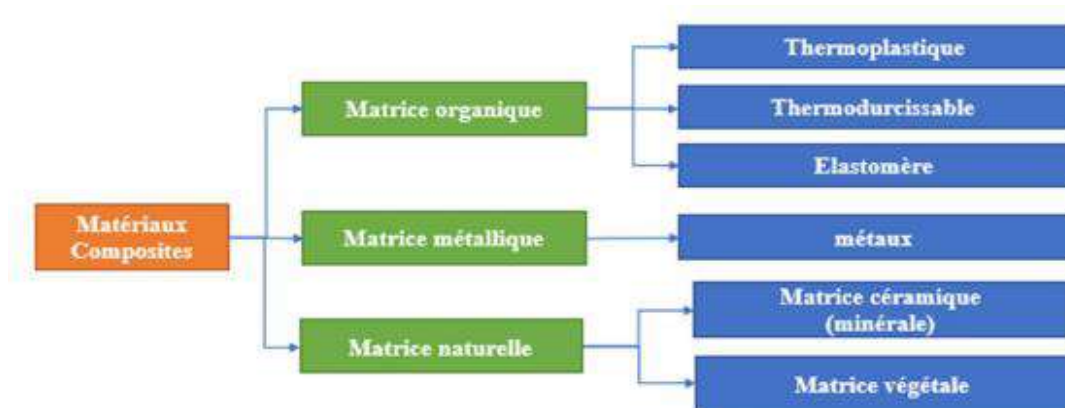 Thermoplastique
Matrice organique
Thermodurcissable
Elastomère
Matériaux
Composites
Matrice métallique
métaux
Matrice céramique
(minérale)
Matrice naturelle
Matrice végétale